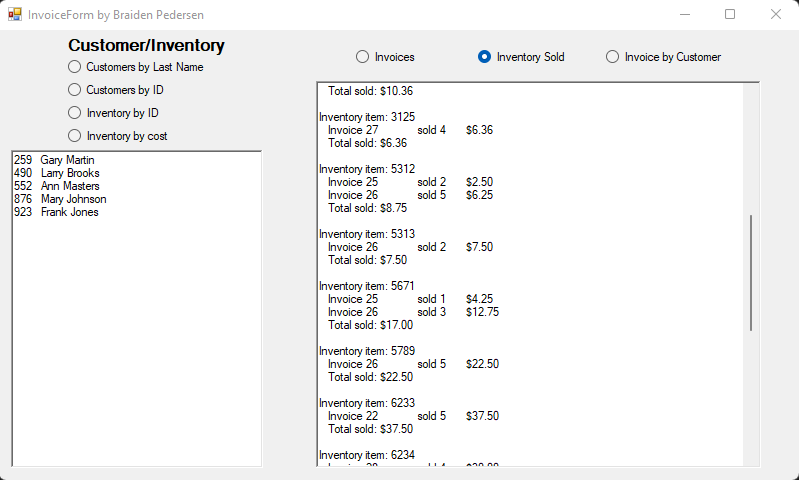 InvoiceForm by Braiden Pedersen
Customer/Inventory
Customers by Last Name
Customers by ID
Inventory by ID
Inventory by cost
259 Gary Martin
490 Larry Brooks
552 Ann Masters
876 Mary Johnson
923 Frank Jones
Invoices Inventory Sold Invoice by Customer
Total sold: $10.36
Inventory item: 3125
Invoice 27 sold 4 $6.36
Total sold: $6.36
Inventory item: 5312
Invoice 25 sold 2 $2.50
Invoice 26 sold 5 $6.25
Total sold: $8.75
Inventory item: 5313
Invoice 26 sold 2 $7.50
Total sold: $7.50
Inventory item: 5671
Invoice 25 sold 1 $4.25
Invoice 26 sold 3 $12.75
Total sold: $17.00
Inventory item: 5789
Invoice 26 sold 5 $22.50
Total sold: $22.50
Inventory item: 6233
Invoice 22 sold 5 $37.50
Total sold: $37.50
Inventory item: 6234